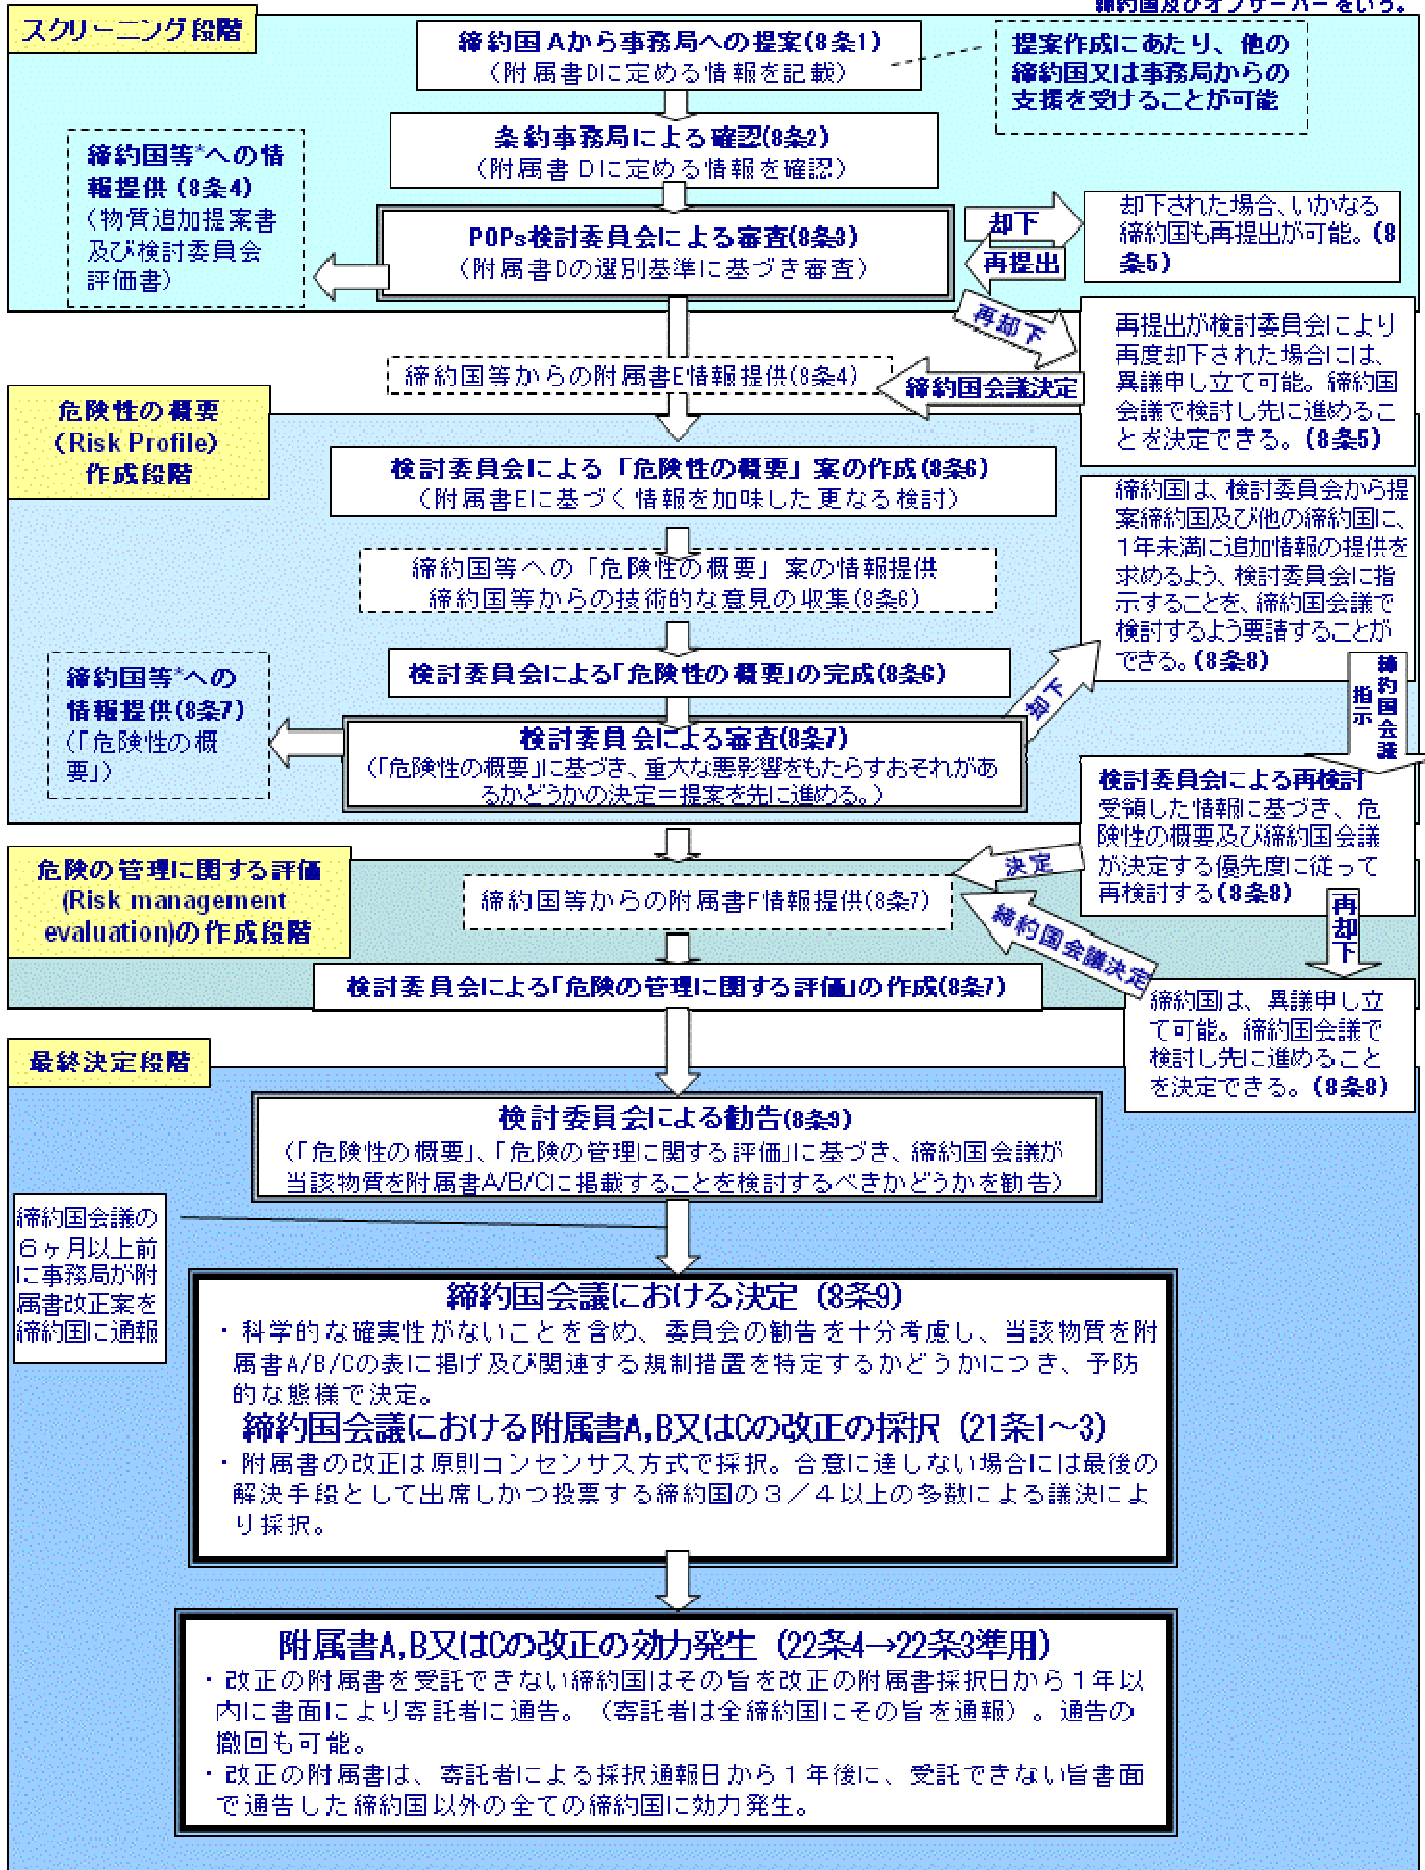 締約国及びオブザーバーをいう。
スクリーニング段階
締約国Aから事務局への提案(8条1)
（附属書Dに定める情報を記載）
提案作成にあたり、他の
締約国又は事務局からの
支援を受けることが可能
条約事務局による確認(8条2)
（附属書Dに定める情報を確認）
締約国等*への情
報提供（8条4）
（物質追加提案書
及び検討委員会
評価書）
POPs検討委員会による審査(8条3)
（附属書Dの選別基準に基づき審査）
却下
再提出
却下された場合、いかなる
締約国も再提出が可能。（8
条5）
再却下
再提出が検討委員会により
再度却下された場合には、
異議申し立て可能。締約国
会議で検討し先に進めるこ
とを決定できる。（8条5）
締約国等からの附属書E情報提供(8条4)
締約国会議決定
危険性の概要
（Risk Profile）
作成段階
検討委員会による「危険性の概要」案の作成(8条6)
（附属書Eに基づく情報を加味した更なる検討）
締約国等への「危険性の概要」案の情報提供
締約国等からの技術的な意見の収集(8条6)
締約国は、検討委員会から提
案締約国及び他の締約国に、
1年未満に追加情報の提供を
求めるよう、検討委員会に指
示することを、締約国会議で
検討するよう要請することが
できる。（8条8）
検討委員会による「危険性の概要」の完成(8条6)
締約国等*への
情報提供(8条7)
（「危険性の概
要」）
却下
締約国会議
指示
検討委員会による審査(8条7)
（「危険性の概要」に基づき、重大な悪影響をもたらすおそれがあ
るかどうかの決定＝提案を先に進める。）
検討委員会による再検討
受領した情報に基づき、危
険性の概要及び締約国会議
が決定する優先度に従って
再検討する（8条8）
決定
危険の管理に関する評価
(Risk management
evaluation)の作成段階
締約国等からの附属書F情報提供(8条7)
締約国会議決定
再却下
検討委員会による「危険の管理に関する評価」の作成(8条7)
締約国は、異議申し立
て可能。締約国会議で
検討し先に進めること
を決定できる。（8条8）
最終決定段階
検討委員会による勧告(8条9)
（「危険性の概要」、「危険の管理に関する評価」に基づき、締約国会議が
当該物質を附属書A/B/Cに掲載することを検討するべきかどうかを勧告）
締約国会議の
６ヶ月以上前
に事務局が附
属書改正案を
締約国に通報
締約国会議における決定（8条9）
・科学的な確実性がないことを含め、委員会の勧告を十分考慮し、当該物質を附
属書A/B/Cの表に掲げ及び関連する規制措置を特定するかどうかにつき、予防
的な態様で決定。
締約国会議における附属書A,B又はCの改正の採択（21条1～3）
・附属書の改正は原則コンセンサス方式で採択。合意に達しない場合には最後の
解決手段として出席しかつ投票する締約国の３／４以上の多数による議決によ
り採択。
附属書A,B又はCの改正の効力発生（22条4→22条3準用）
・改正の附属書を受託できない締約国はその旨を改正の附属書採択日から１年以
内に書面により寄託者に通告。（寄託者は全締約国にその旨を通報）。通告の
撤回も可能。
・改正の附属書は、寄託者による採択通報日から１年後に、受託できない旨書面
で通告した締約国以外の全ての締約国に効力発生。